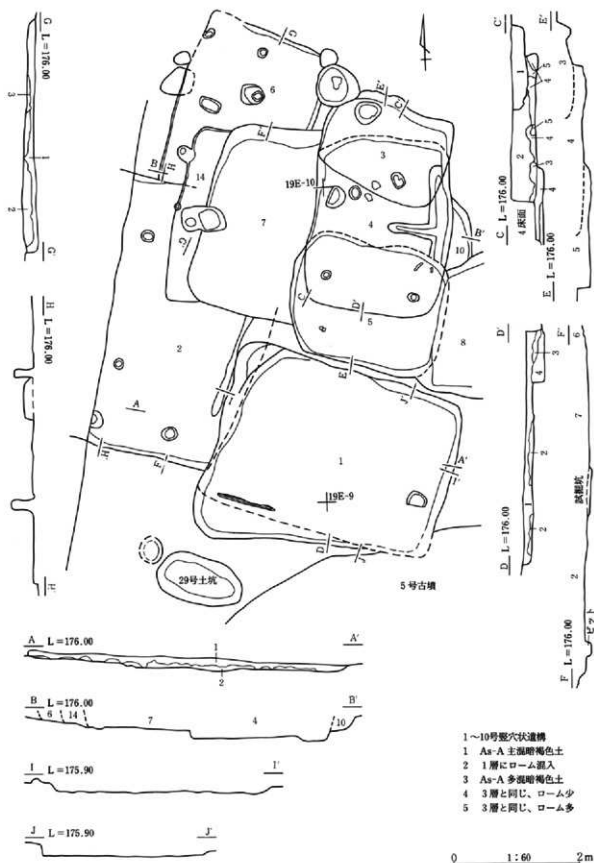 G L=176.00
3
1
2
G'
H L=176.00
H'
G
6
E'
C'
F'
3
B
H
14
19E-10
4
7
B'
10
G'
C
D'
5
2
8
E
J'
A
1
A'
I'
H'
F
19E-9
D
J
29号土坑
5号古墳
C'
E'
5
4
3
1
5
4
2
3
4
4
5
C L=176.00
4床面
E L=176.00
D'
F'
6
3
4
7
2
1
試掘坑
2
2
D L=176.00
ピット
F L=176.00
A L=176.00
1
A'
2
B L=176.00
B'
6
14
7
4
10
I L=175.90
I'
J L=175.90
J'
1～10号竪穴状遺構
1 As-A 主混暗褐色土
2 1層にローム混入
3 As-A 多混暗褐色土
4 3層と同じ、ローム少
5 3層と同じ、ローム多
0 1:60 2m